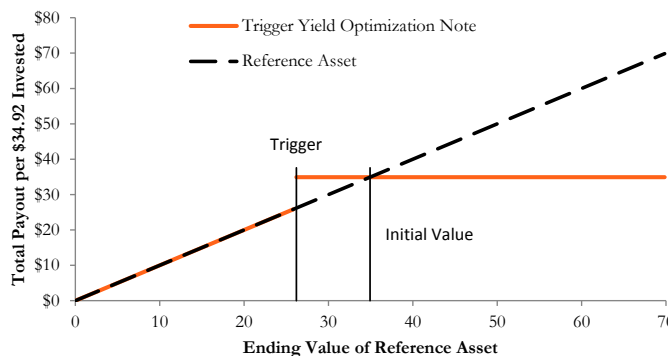 $80
$70
$60
$50
$40
$30
$20
$10
$0
Total Payout per $34.92 Invested
Trigger Yield Optimization Note
Reference Asset
Trigger
Initial Value
0 10 20 30 40 50 60 70
Ending Value of Reference Asset